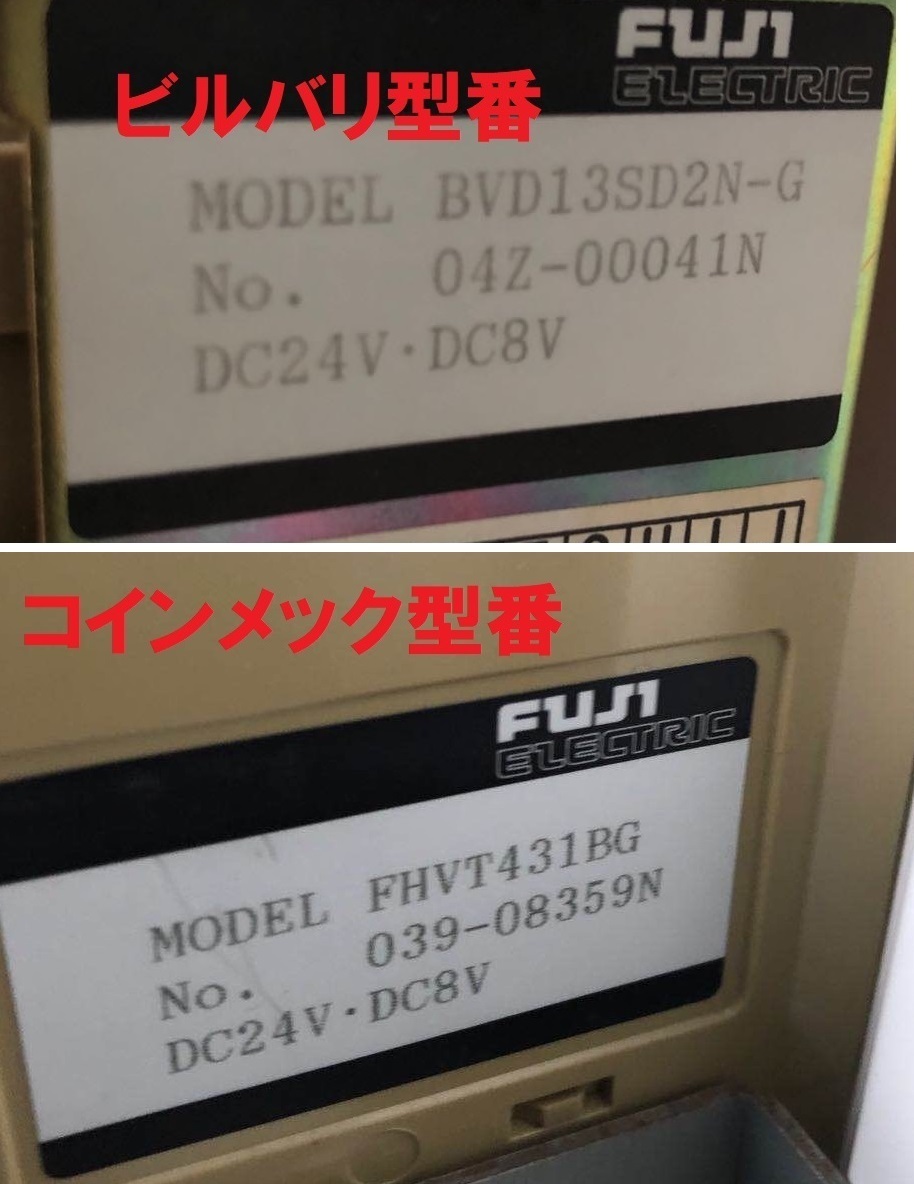 FUJI
ELECTRIC
ビルバリ型番
MODEL BVD13SD2N-G
No. 04Z-00041N
DC24V・DC8V
コインメック型番
FUJI
ELECTRIC
MODEL FHVT431BG
No. 039-08359N
DC24V・DC8V